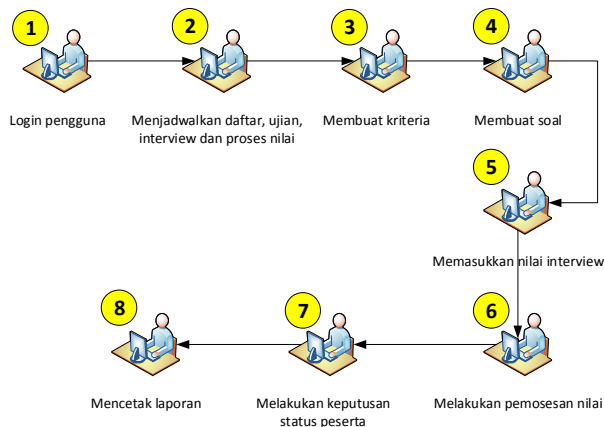 1
Login pengguna
2
Menjadwalkan daftar, ujian,
interview dan proses nilai
3
Membuat kriteria
4
Membuat soal
5
Memasukkan nilai interview
6
Melakukan pemosesan nilai
7
Melakukan keputusan
status peserta
8
Mencetak laporan